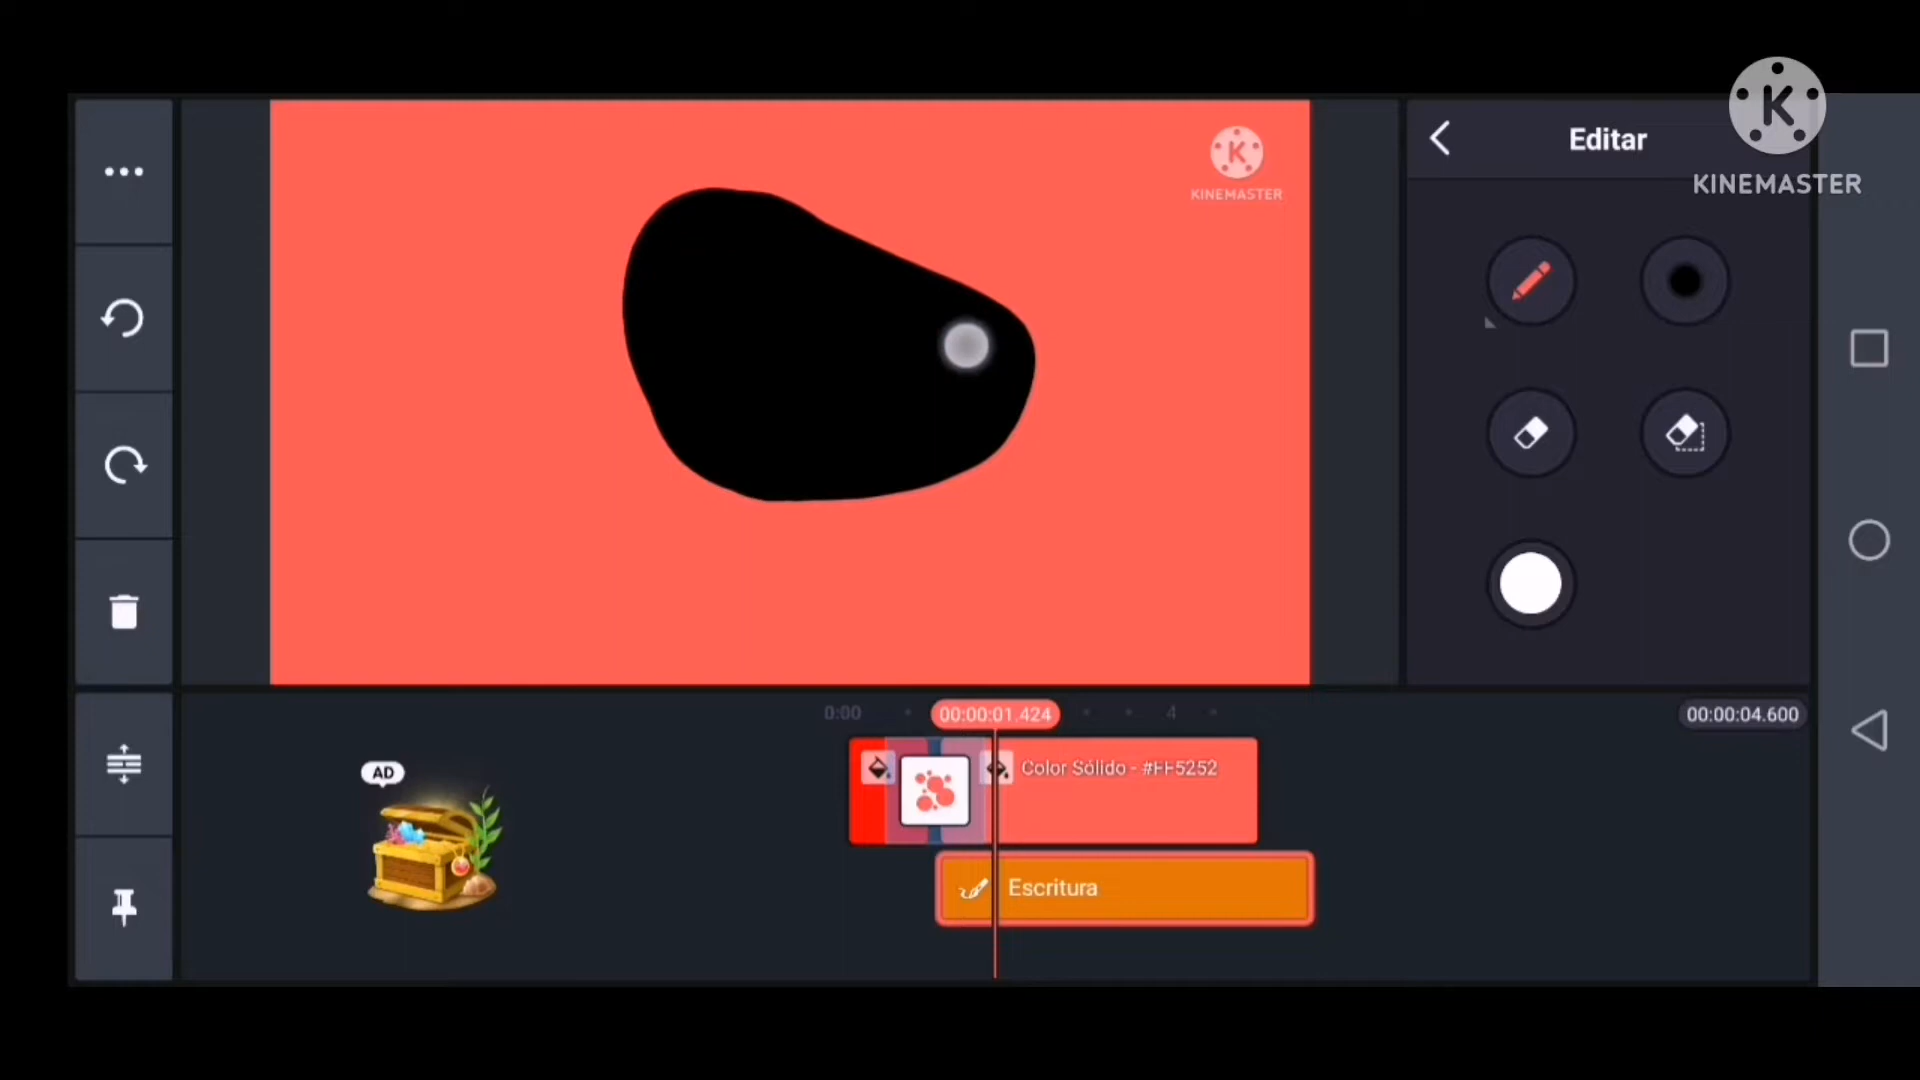 Editar
KINEMASTER
KINEMASTER
0:00
00:00:01.424
4
00:00:04.600
AD
Color Sólido - #FF5252
Escritura